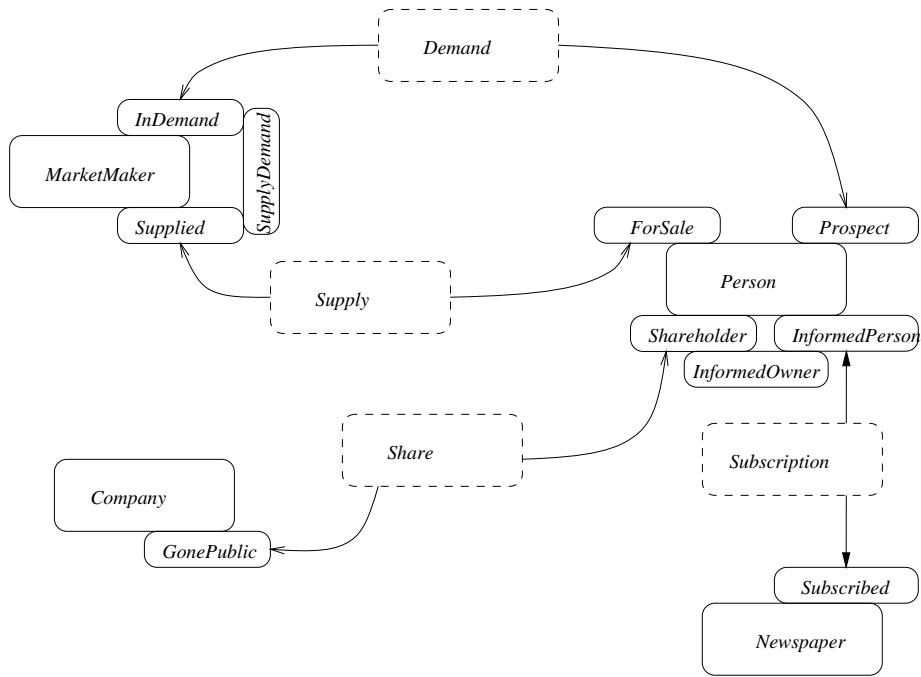 Demand
InDemand
SupplyDemand
MarketMaker
Supplied
ForSale
Prospect
Supply
Person
Shareholder
InformedPerson
InformedOwner
Share
Subscription
Company
GonePublic
Subscribed
Newspaper